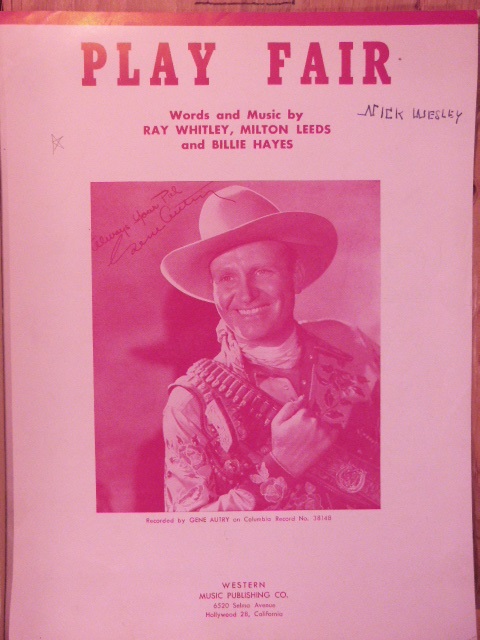 PLAY FAIR
Words and Music by
RAY WHITLEY, MILTON LEEDS
and BILLIE HAYES
NICK WESLEY
Always Your Pal
Gene Autry
Recorded by GENE AUTRY on Columbia Record No. 38148
WESTERN
MUSIC PUBLISHING CO.
6520 Selma Avenue
Hollywood 28, California